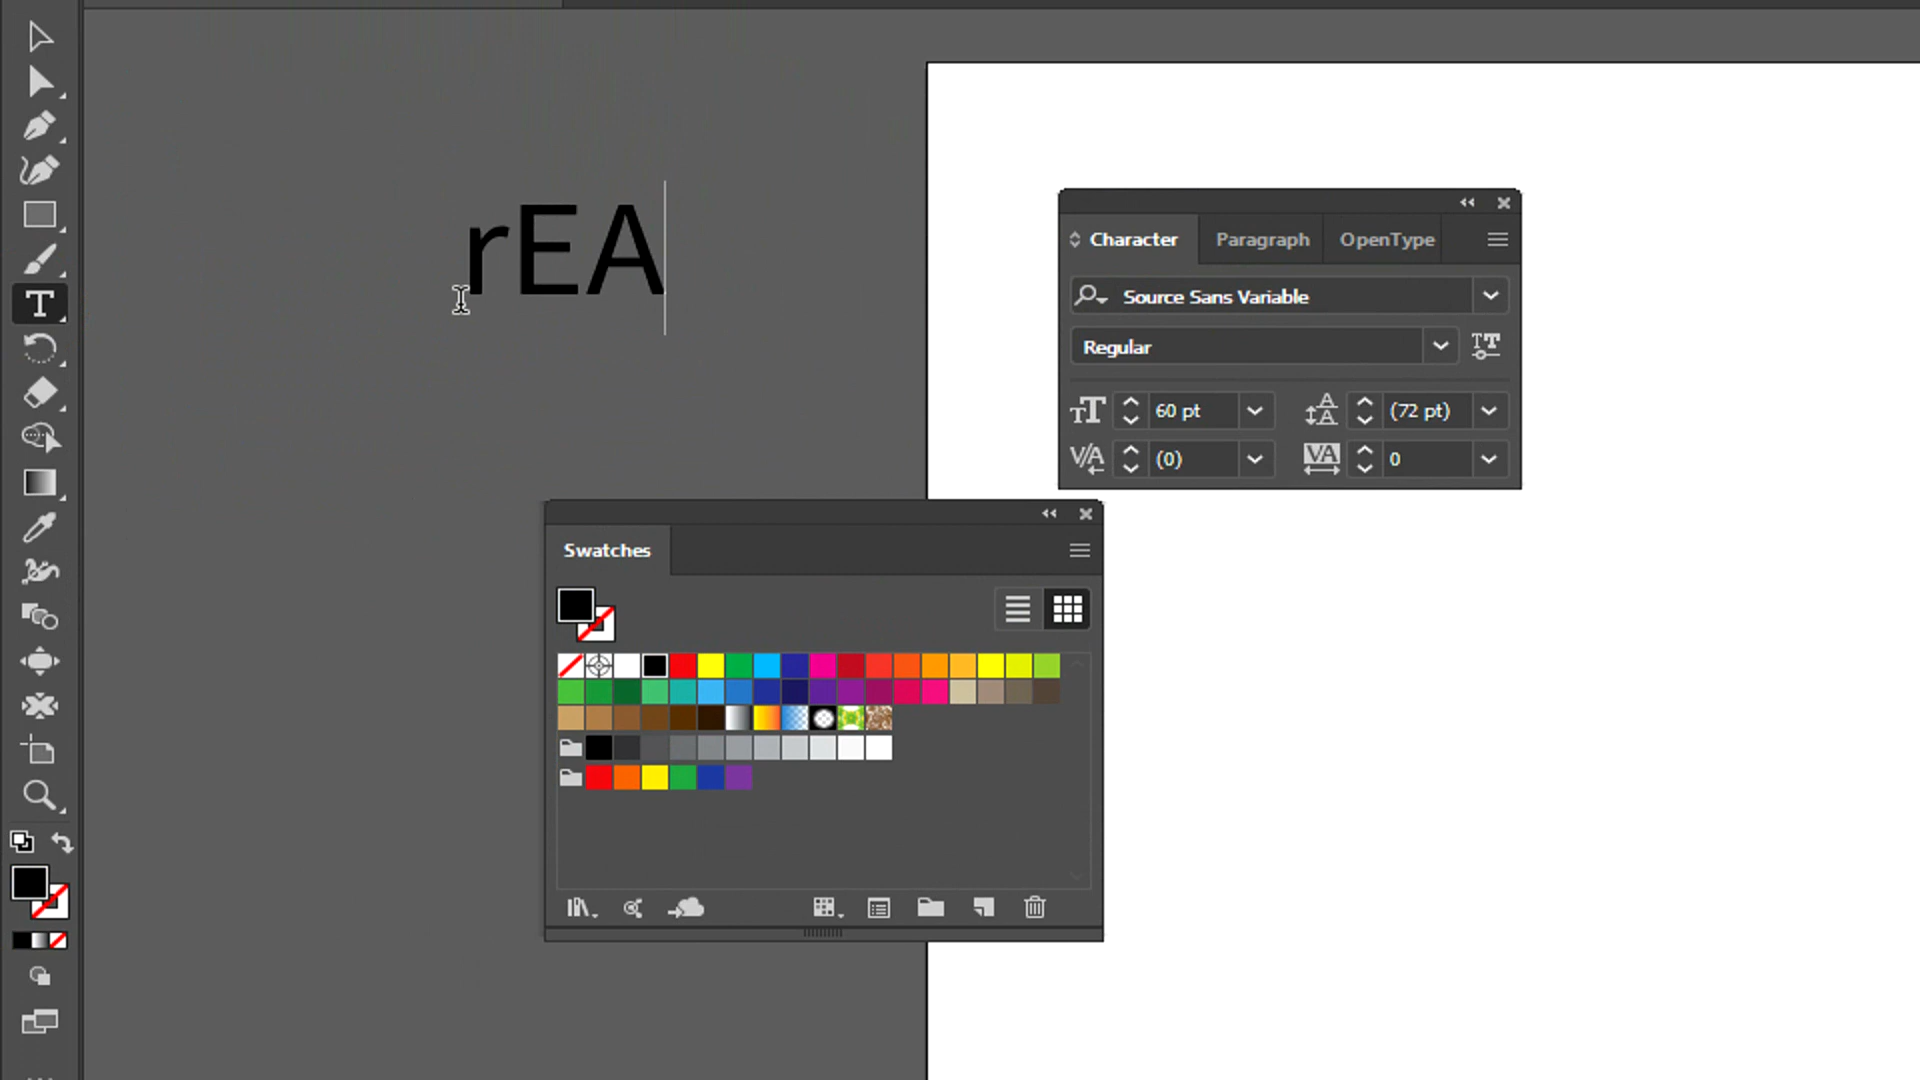 rEA
Character Paragraph OpenType
Source Sans Variable
Regular
60 pt (72 pt)
(0) 0
Swatches